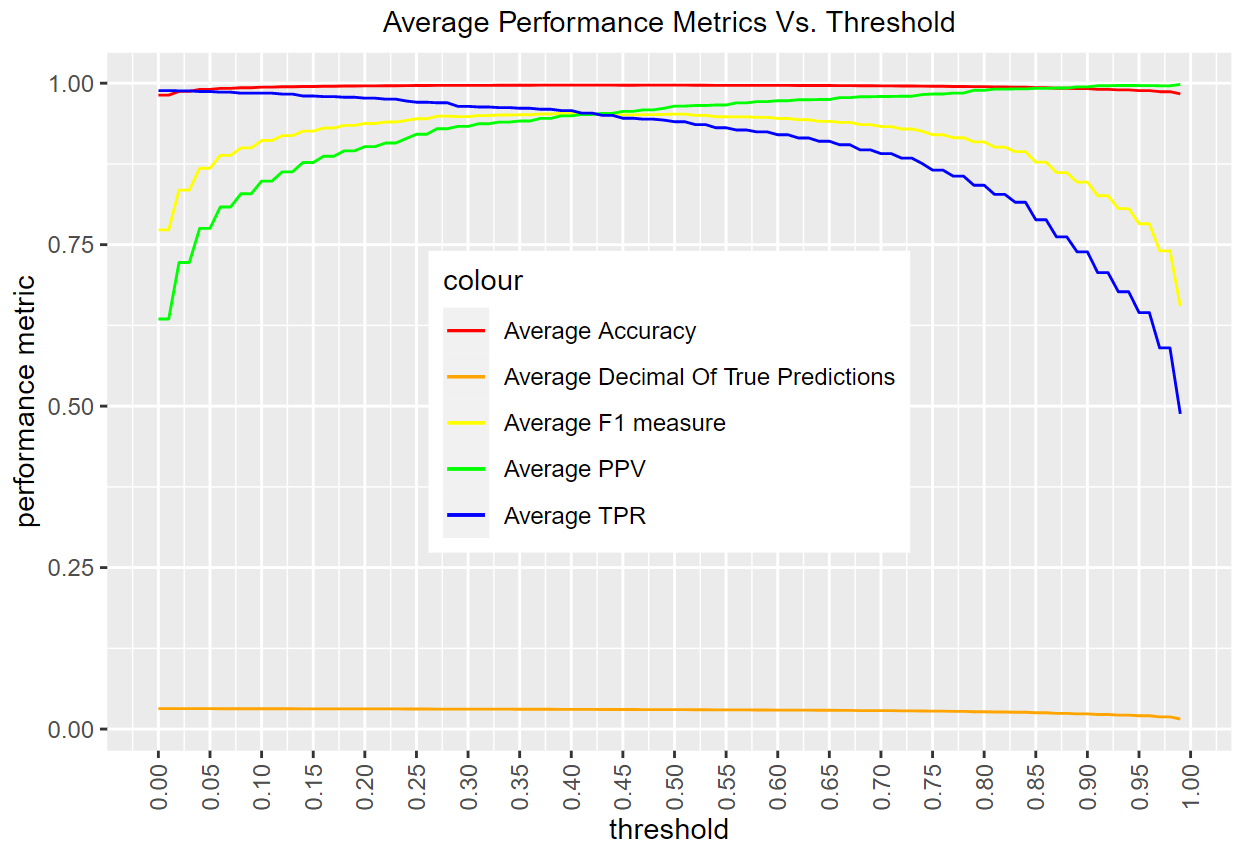 Average Performance Metrics Vs. Threshold
performance metric
1.00
0.75
0.50
0.25
0.00
colour
Average Accuracy
Average Decimal Of True Predictions
Average F1 measure
Average PPV
Average TPR
0.00
0.05
0.10
0.15
0.20
0.25
0.30
0.35
0.40
0.45
0.50
0.55
0.60
0.65
0.70
0.75
0.80
0.85
0.90
0.95
1.00
threshold